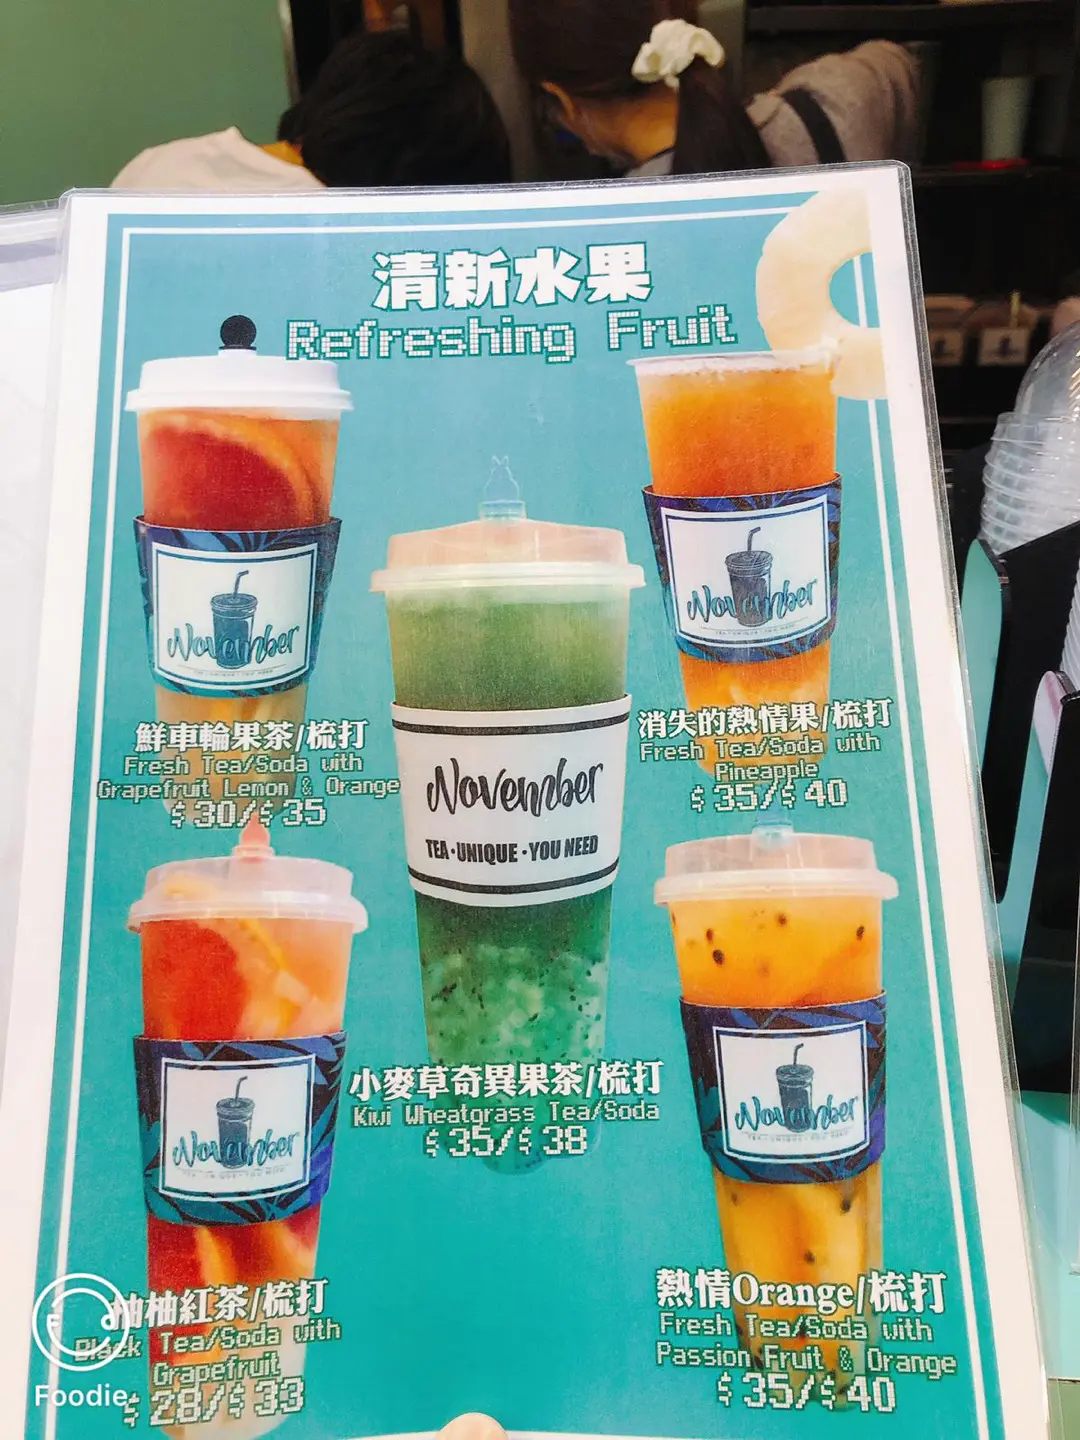 清新水果
Refreshing Fruit
November
November
November
TEA·UNIQUE·YOU NEED
鮮車輪果茶/梳打
Fresh Tea/Soda with
Grapefruit Lemon & Orange
$30/$35
消失的熱情果/梳打
Fresh Tea/Soda with
Pineapple
$35/$40
小麥草奇異果茶/梳打
Kiwi Wheatgrass Tea/Soda
$35/$38
November
November
柚柚紅茶/梳打
Black Tea/Soda with
Grapefruit
$28/$33
熱情Orange/梳打
Fresh Tea/Soda with
Passion Fruit & Orange
$35/$40
Foodie